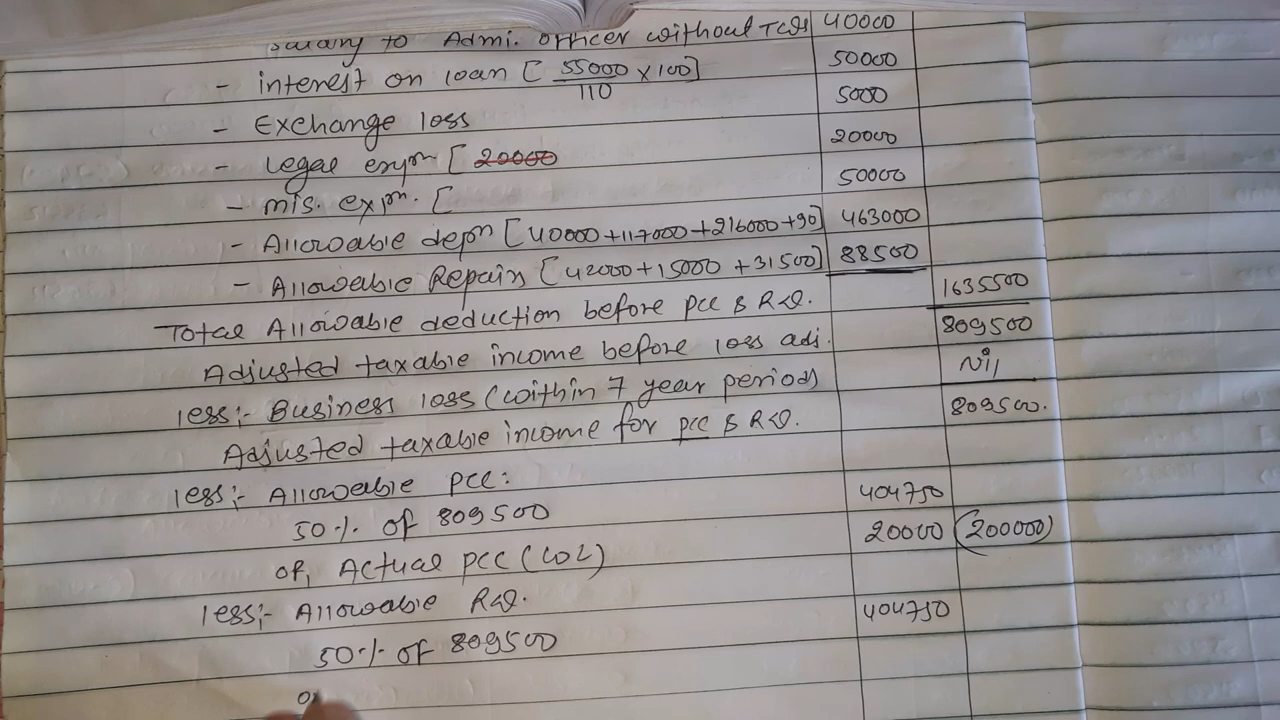 salary to Admi. officer without TDS 40000
- interest on loan [ 55000/110 x 100] 50000
- Exchange loss 5000
- Legal expn [ 20000 20000
- mis. expn. [ 50000
- Allowable depn [40000+117000+216000+90] 463000
- Allowable Repair [42000+15000+31500] 88500
Total Allowable deduction before pcc & R&D. 1635500
Adjusted taxable income before loss adj. 809500
less:- Business loss (within 7 year period) Nil
Adjusted taxable income for pcc & R&D. 809500.
less:- Allowable pcc:
50% of 809500 404750
or, Actual pcc (WDL) 20000 (200000)
less:- Allowable R&D.
50% of 809500 404750